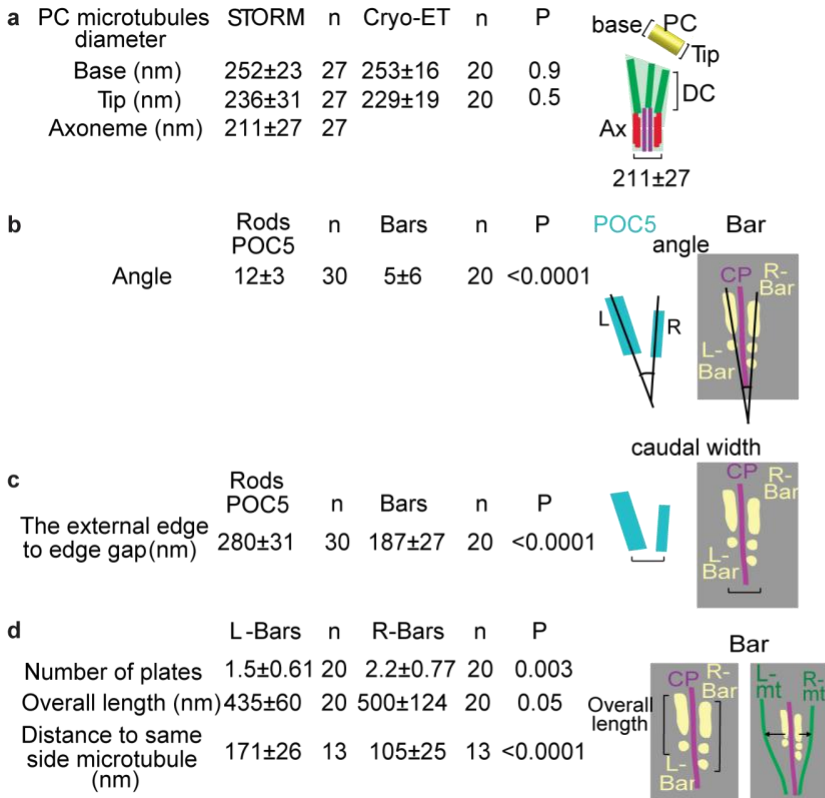 a PC microtubules STORM n Cryo-ET n P
diameter
Base (nm) 252±23 27 253±16 20 0.9
Tip (nm) 236±31 27 229±19 20 0.5
Axoneme (nm) 211±27 27
base PC
Tip
DC
Ax
211±27
b Rods n Bars n P
POC5
Angle 12±3 30 5±6 20 <0.0001
POC5 Bar
angle
L R
CP R-
Bar
L-
Bar
c Rods
POC5 n Bars n P
The external edge
to edge gap(nm) 280±31 30 187±27 20 <0.0001
caudal width
CP R-
Bar
L-
Bar
d L-Bars n R-Bars n P
Number of plates 1.5±0.61 20 2.2±0.77 20 0.003
Overall length (nm) 435±60 20 500±124 20 0.05
Distance to same
side microtubule 171±26 13 105±25 13 <0.0001
(nm)
Bar
Overall
length
CP R-
Bar
L-
Bar
L-
mt
R-
mt